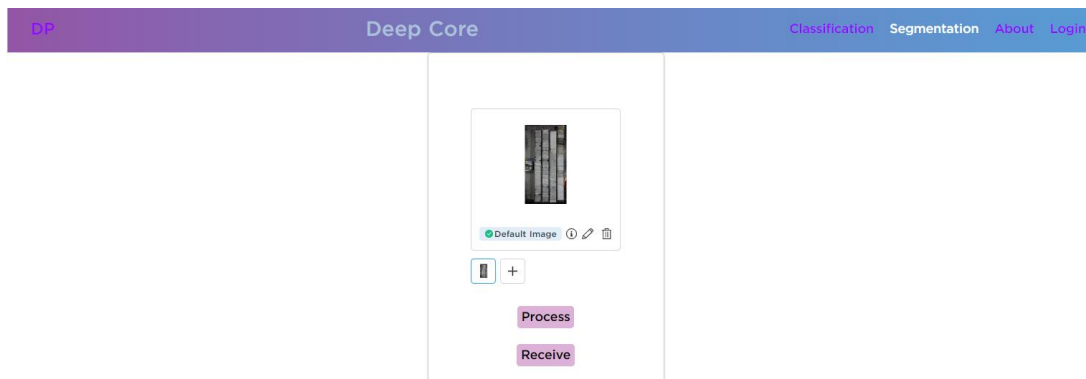 DP
Deep Core
Classification Segmentation About Login
Default Image
Process
Receive